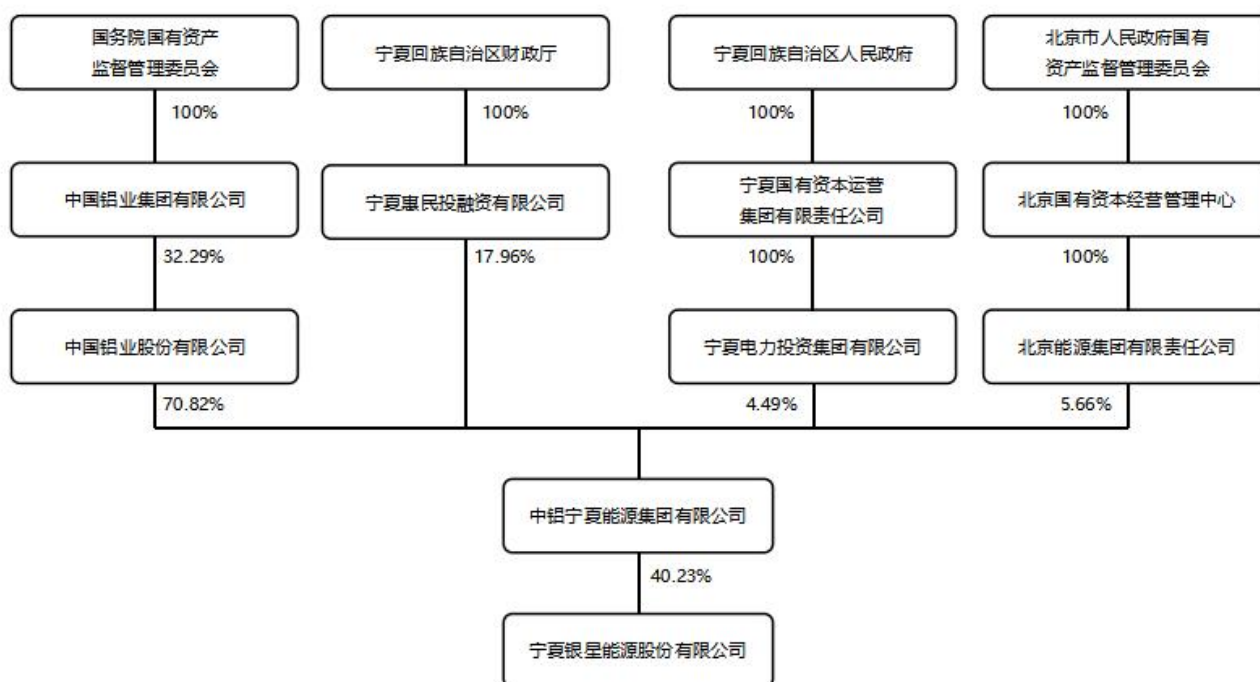 国务院国有资产
监督管理委员会
宁夏回族自治区财政厅
宁夏回族自治区人民政府
北京市人民政府国有
资产监督管理委员会
100%
100%
100%
100%
中国铝业集团有限公司
宁夏惠民投融资有限公司
宁夏国有资本运营
集团有限责任公司
北京国有资本经营管理中心
32.29%
17.96%
100%
100%
中国铝业股份有限公司
宁夏电力投资集团有限公司
北京能源集团有限责任公司
70.82%
4.49%
5.66%
中铝宁夏能源集团有限公司
40.23%
宁夏银星能源股份有限公司